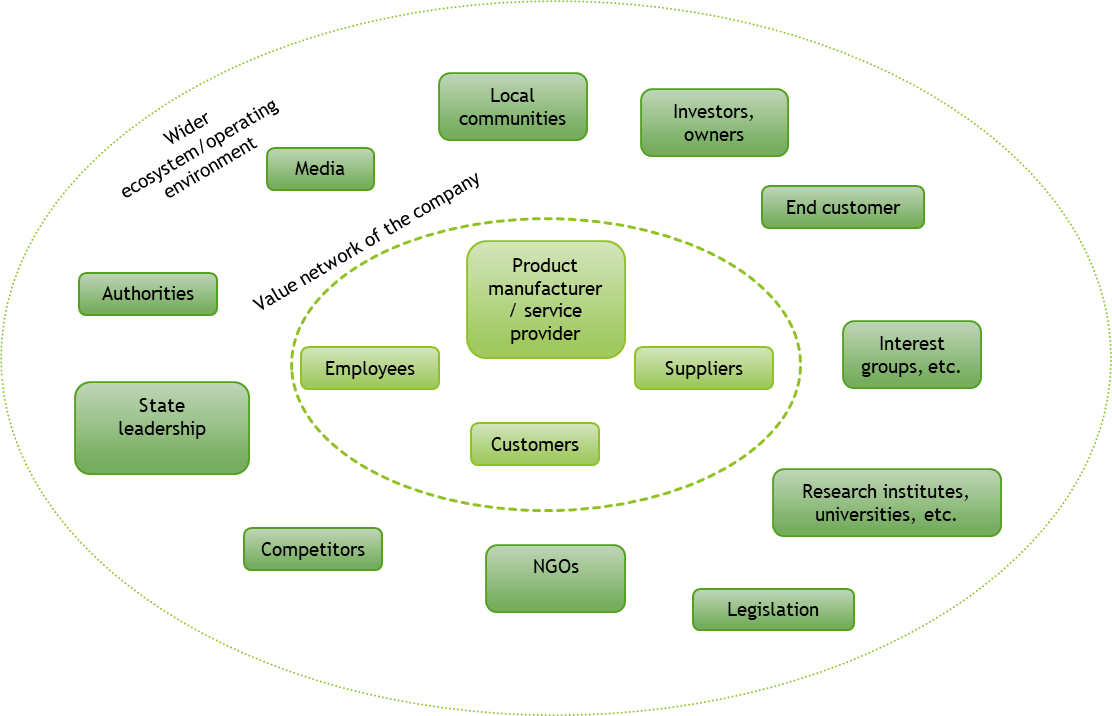 Local
communities
Investors,
owners
Wider
ecosystem/operating
environment
Media
End customer
Value network of the company
Product
manufacturer
/ service
provider
Authorities
Employees
Suppliers
Interest
groups, etc.
State
leadership
Customers
Research institutes,
universities, etc.
Competitors
NGOs
Legislation